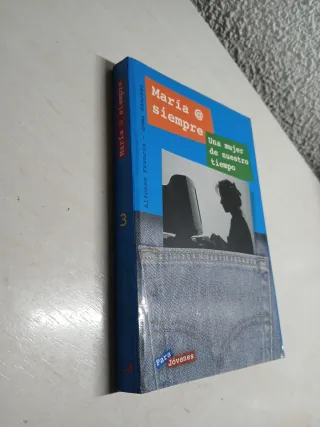 María @
siempre
Una mujer
de nuestro
tiempo
Para
Jóvenes
María @ siempre
3